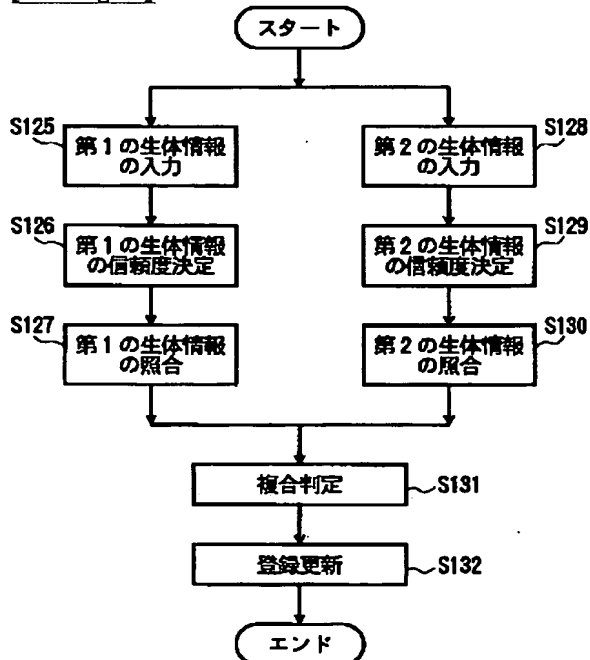 スタート
S125
第1の生体情報
の入力
S126
第1の生体情報
の信頼度決定
S127
第1の生体情報
の照合
S128
第2の生体情報
の入力
S129
第2の生体情報
の信頼度決定
S130
第2の生体情報
の照合
複合判定
S131
登録更新
S132
エンド